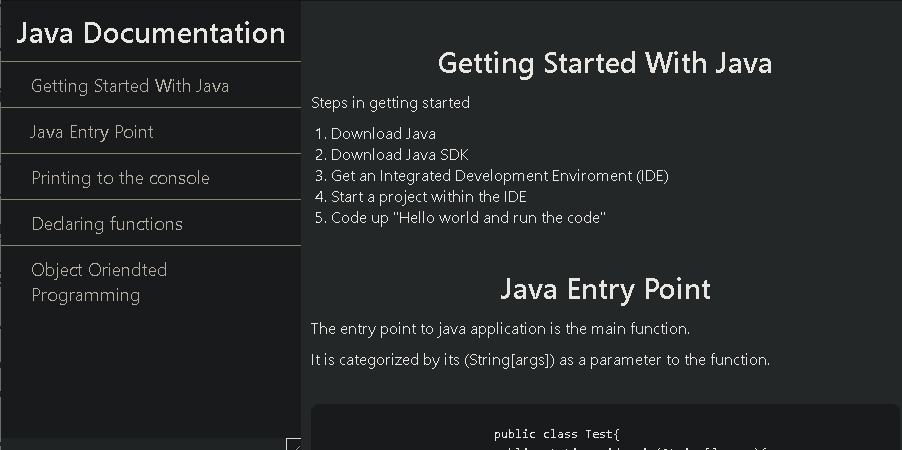 Java Documentation
Getting Started With Java
Java Entry Point
Printing to the console
Declaring functions
Object Oriendted
Programming
Getting Started With Java
Steps in getting started
1. Download Java
2. Download Java SDK
3. Get an Integrated Development Enviroment (IDE)
4. Start a project within the IDE
5. Code up "Hello world and run the code"
Java Entry Point
The entry point to java application is the main function.
It is categorized by its (String[args]) as a parameter to the function.
public class Test{